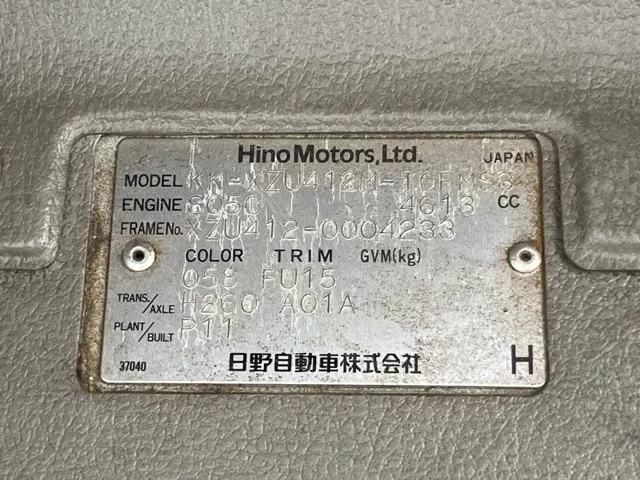 Hino Motors, Ltd. JAPAN
MODEL KK-XZU412M-TQFMS3
ENGINE S05C 4613 CC
FRAME No. XZU412-0004233
COLOR TRIM GVM(kg)
058 FU15
TRANS./AXLE H260 A01A
PLANT/BUILT P11
37040 日野自動車株式会社 H